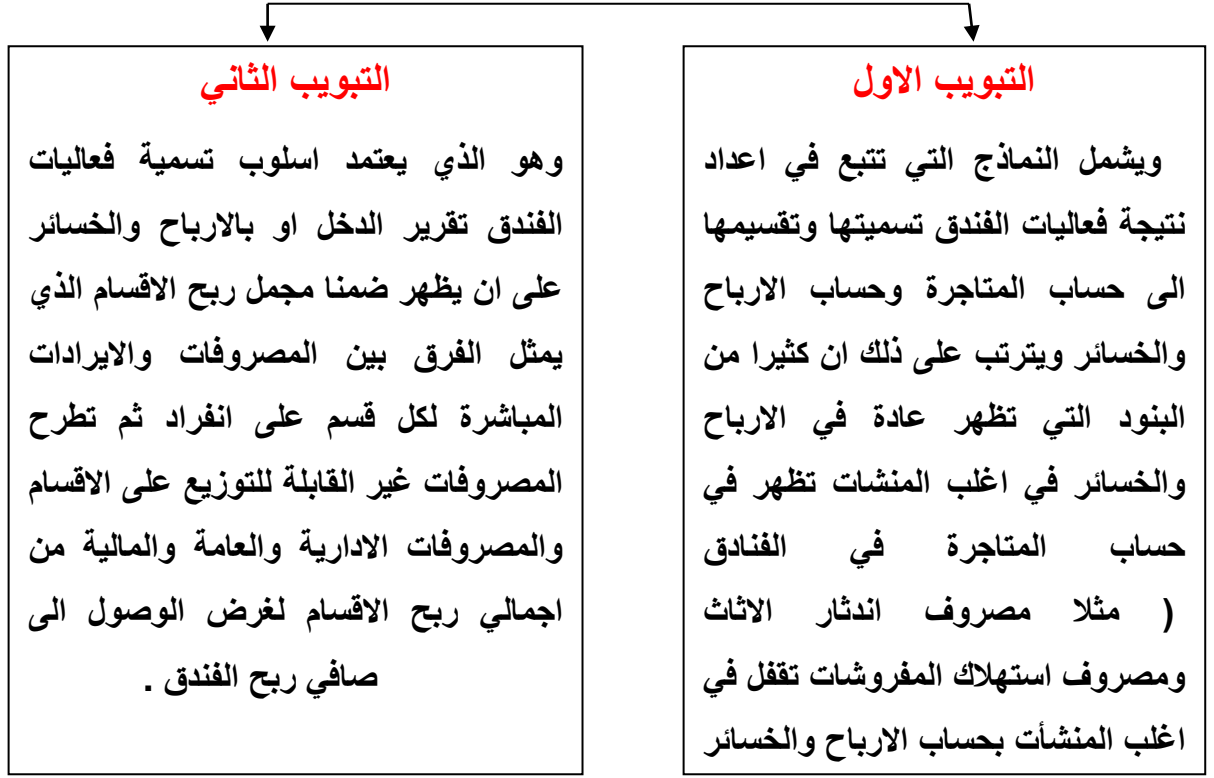 التبويب الاول
ويشمل النماذج التي تتبع في اعداد
نتيجة فعاليات الفندق تسميتها وتقسيمها
الى حساب المتاجرة وحساب الارباح
والخسائر ويترتب على ذلك ان كثيرا من
البنود التي تظهر عادة في الارباح
والخسائر في اغلب المنشات تظهر في
حساب المتاجرة في الفنادق
( مثلا مصروف اندثار الاثاث
ومصروف استهلاك المفروشات تقفل في
اغلب المنشأت بحساب الارباح والخسائر
التبويب الثاني
وهو الذي يعتمد اسلوب تسمية فعاليات
الفندق تقرير الدخل او بالارباح والخسائر
على ان يظهر ضمنا مجمل ربح الاقسام الذي
يمثل الفرق بين المصروفات والايرادات
المباشرة لكل قسم على انفراد ثم تطرح
المصروفات غير القابلة للتوزيع على الاقسام
والمصروفات الادارية والعامة والمالية من
اجمالي ربح الاقسام لغرض الوصول الى
صافي ربح الفندق .